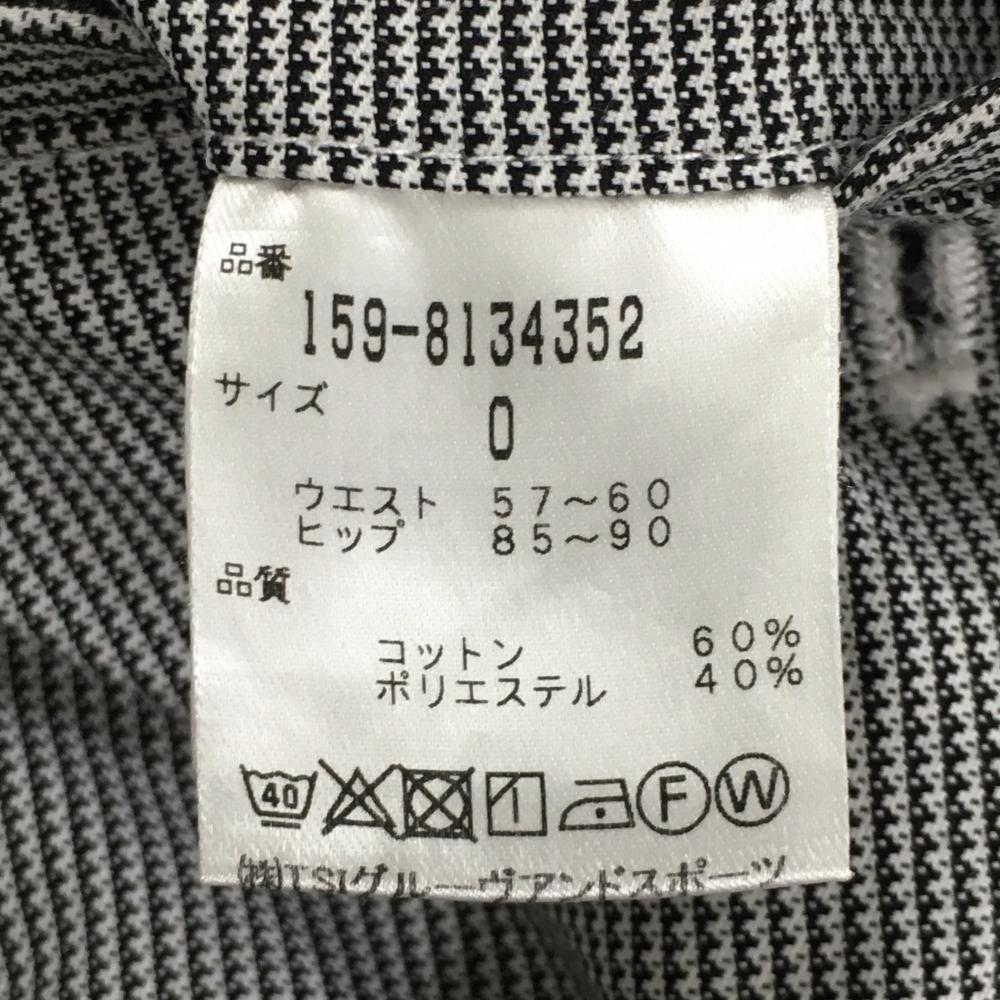 品番
159-8134352
サイズ
0
ウエスト 57～60
ヒップ 85～90
品質
コットン 60%
ポリエステル 40%
40 F W
㈱TSIグルーヴアンドスポーツ